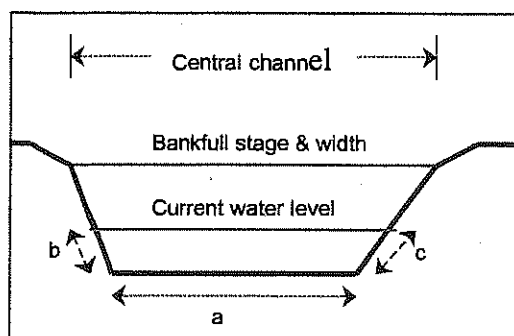 Central channel
Bankfull stage & width
Current water level
b
c
a